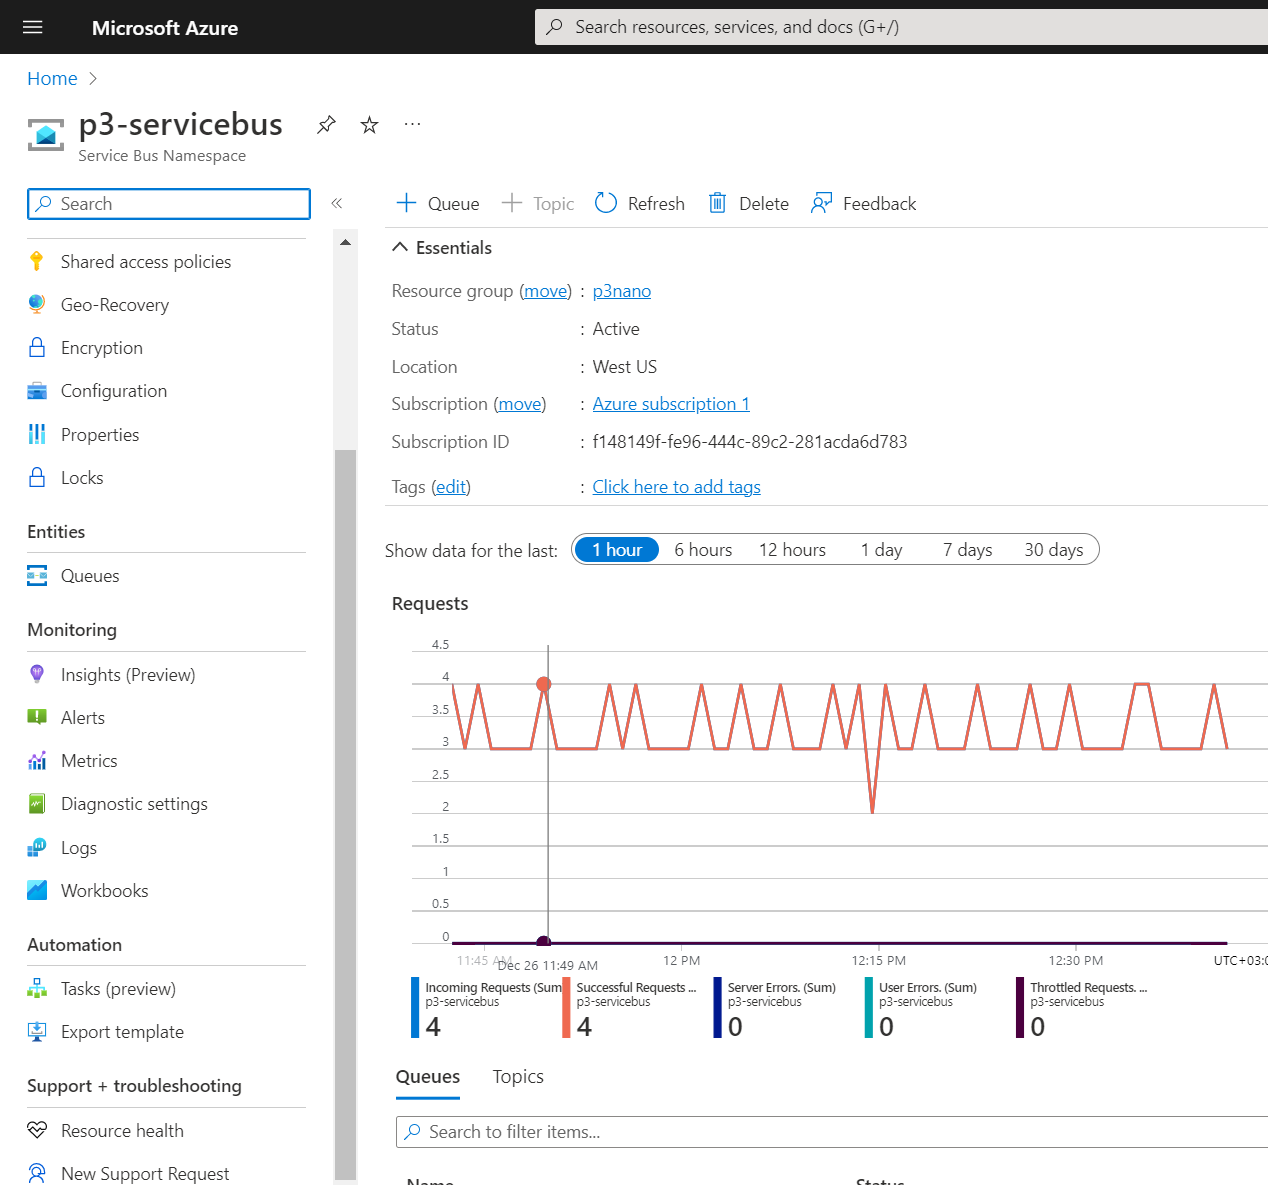 Microsoft Azure
Search resources, services, and docs (G+/)
Home
p3-servicebus
Service Bus Namespace
Search
Shared access policies
Geo-Recovery
Encryption
Configuration
Properties
Locks
Entities
Queues
Monitoring
Insights (Preview)
Alerts
Metrics
Diagnostic settings
Logs
Workbooks
Automation
Tasks (preview)
Export template
Support + troubleshooting
Resource health
New Support Request
Queue Topic Refresh Delete Feedback
Essentials
Resource group (move) : p3nano
Status : Active
Location : West US
Subscription (move) : Azure subscription 1
Subscription ID : f148149f-fe96-444c-89c2-281acda6d783
Tags (edit) : Click here to add tags
Show data for the last: 1 hour 6 hours 12 hours 1 day 7 days 30 days
Requests
4.5
4
3.5
3
2.5
2
1.5
1
0.5
0
11:45 AM 12 PM 12:15 PM 12:30 PM UTC+03:0
Dec 26 11:49 AM
Incoming Requests (Sum) Successful Requests ... Server Errors. (Sum) User Errors. (Sum) Throttled Requests. ...
p3-servicebus p3-servicebus p3-servicebus p3-servicebus p3-servicebus
4 4 0 0 0
Queues Topics
Search to filter items...
Name Status